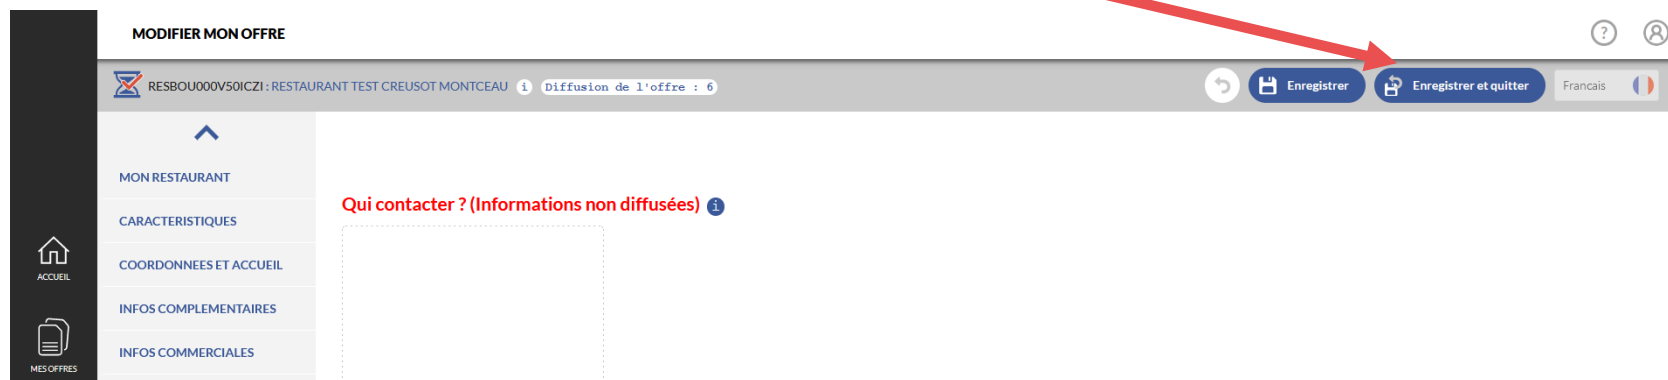 MODIFIER MON OFFRE
?
RESBOU000V50ICZI : RESTAURANT TEST CREUSOT MONTCEAU i Diffusion de l'offre : 6
Enregistrer
Enregistrer et quitter
Francais
MON RESTAURANT
CARACTERISTIQUES
COORDONNEES ET ACCUEIL
INFOS COMPLEMENTAIRES
INFOS COMMERCIALES
Qui contacter ? (Informations non diffusées) i
ACCUEIL
MES OFFRES